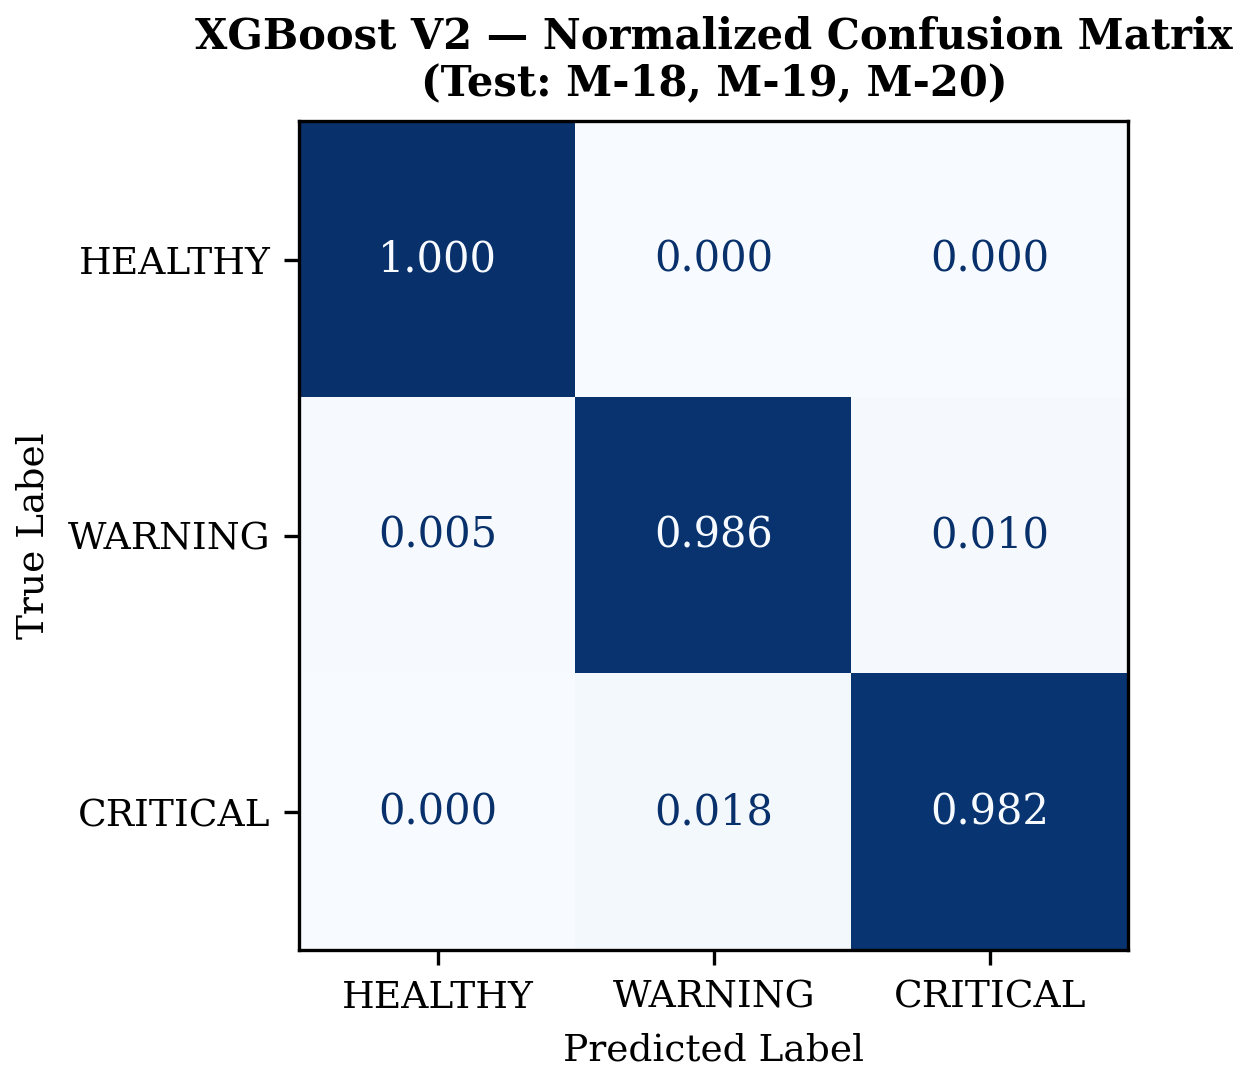 XGBoost V2 — Normalized Confusion Matrix
(Test: M-18, M-19, M-20)
True Label
HEALTHY 1.000 0.000 0.000
WARNING 0.005 0.986 0.010
CRITICAL 0.000 0.018 0.982
HEALTHY WARNING CRITICAL
Predicted Label